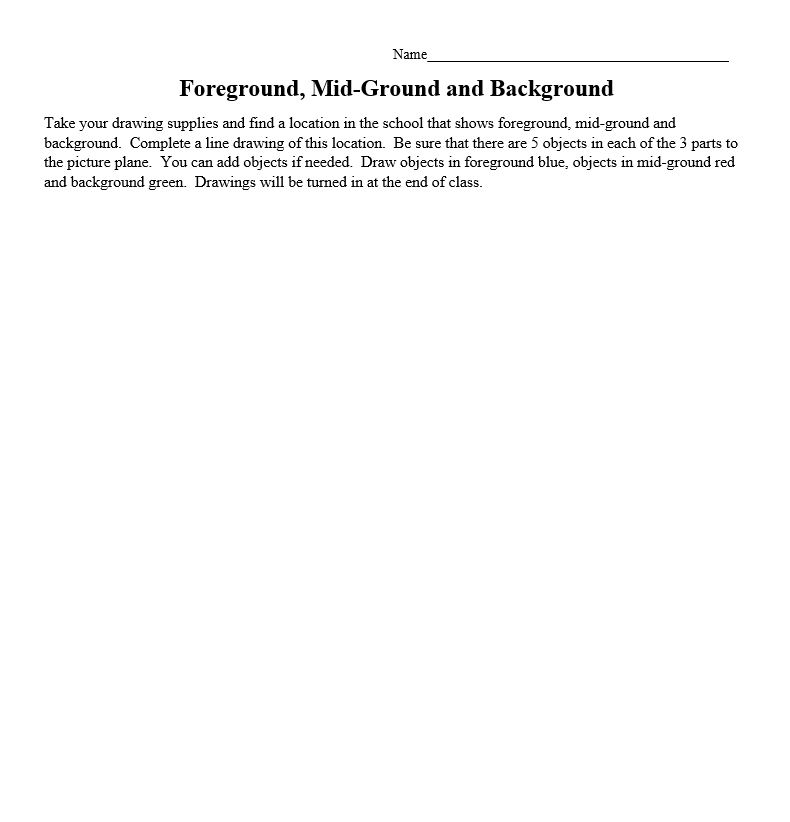 Name
Foreground, Mid-Ground and Background
Take your drawing supplies and find a location in the school that shows foreground, mid-ground and
background.  Complete a line drawing of this location.  Be sure that there are 5 objects in each of the 3 parts to
the picture plane.  You can add objects if needed.  Draw objects in foreground blue, objects in mid-ground red
and background green.  Drawings will be turned in at the end of class.